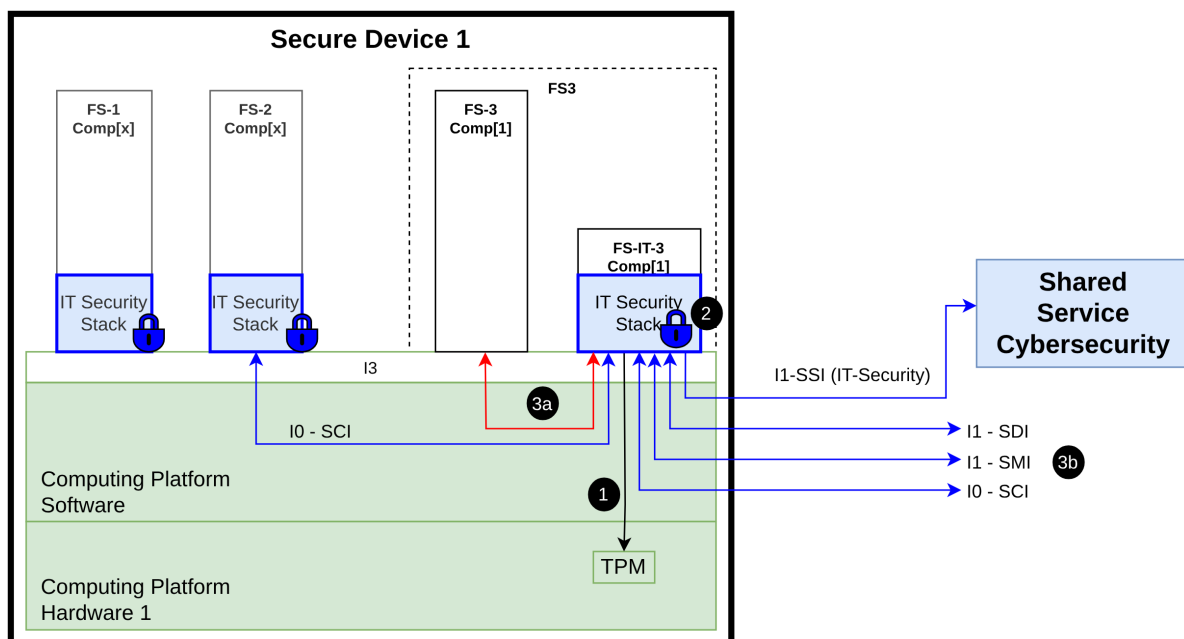 Secure Device 1
FS3
FS-1
Comp[x]
FS-2
Comp[x]
FS-3
Comp[1]
FS-IT-3
Comp[1]
IT Security
Stack
IT Security
Stack
IT Security
Stack
2
Shared
Service
Cybersecurity
I3
I1-SSI (IT-Security)
3a
I0 - SCI
I1 - SDI
I1 - SMI
3b
I0 - SCI
Computing Platform
Software
1
TPM
Computing Platform
Hardware 1